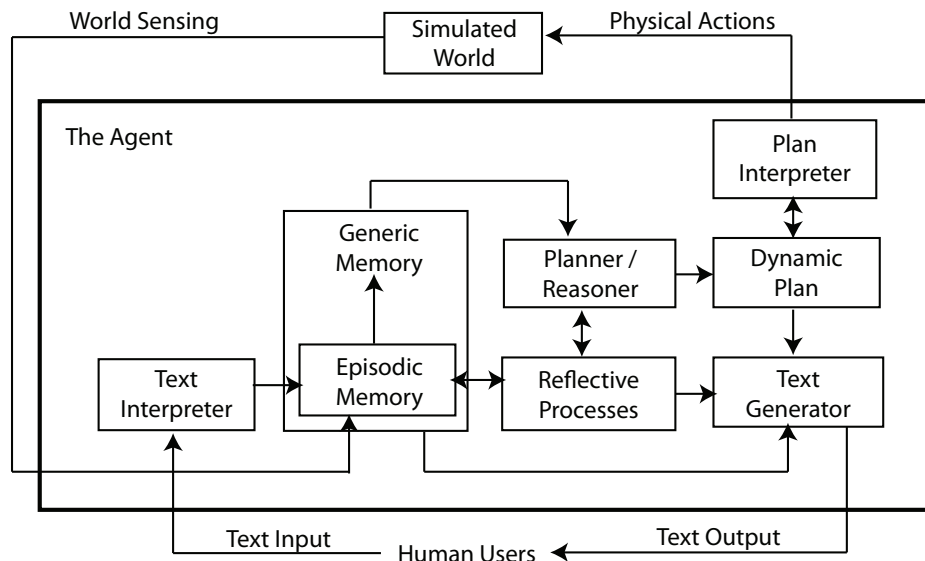 World Sensing
Simulated
World
Physical Actions
The Agent
Plan
Interpreter
Generic
Memory
Planner /
Reasoner
Dynamic
Plan
Text
Interpreter
Episodic
Memory
Reflective
Processes
Text
Generator
Text Input
Human Users
Text Output